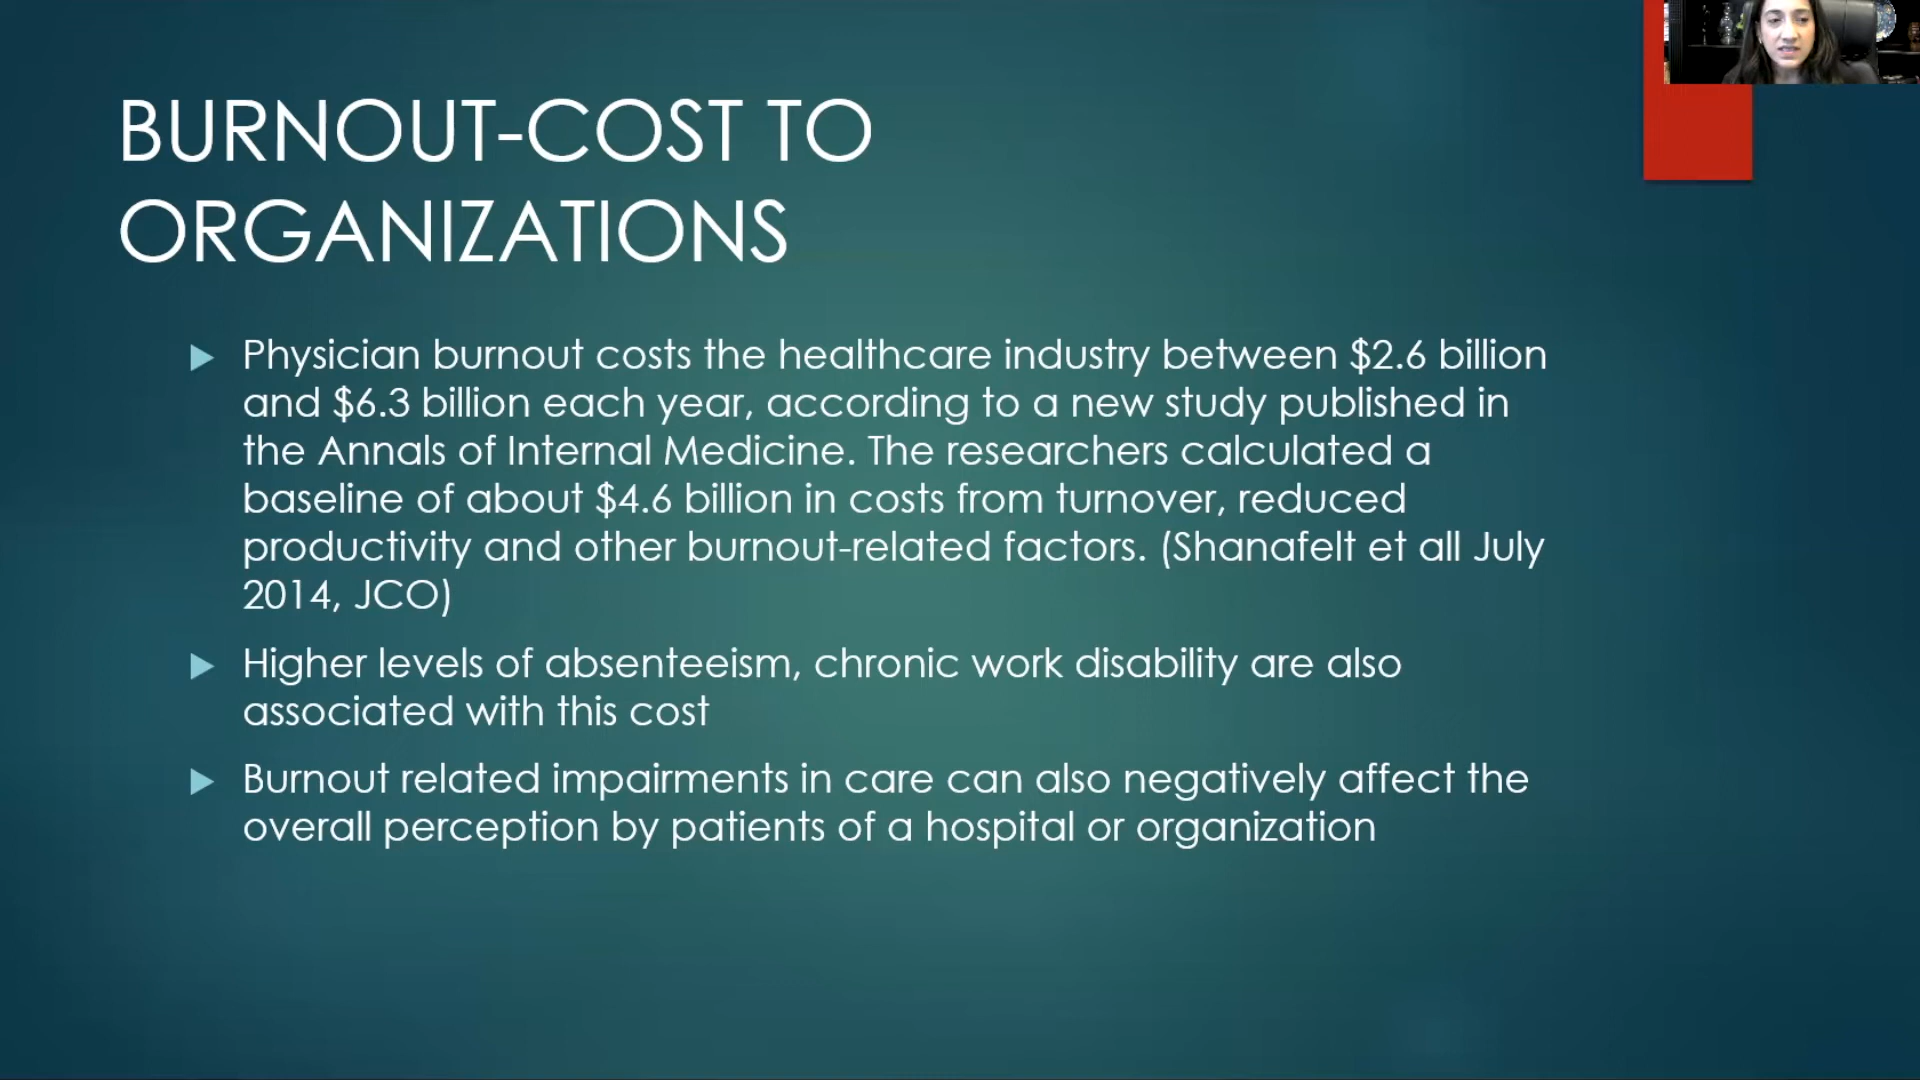 BURNOUT-COST TO
ORGANIZATIONS
Physician burnout costs the healthcare industry between $2.6 billion
and $6.3 billion each year, according to a new study published in
the Annals of Internal Medicine. The researchers calculated a
baseline of about $4.6 billion in costs from turnover, reduced
productivity and other burnout-related factors. (Shanafelt et all July
2014, JCO)
Higher levels of absenteeism, chronic work disability are also
associated with this cost
Burnout related impairments in care can also negatively affect the
overall perception by patients of a hospital or organization